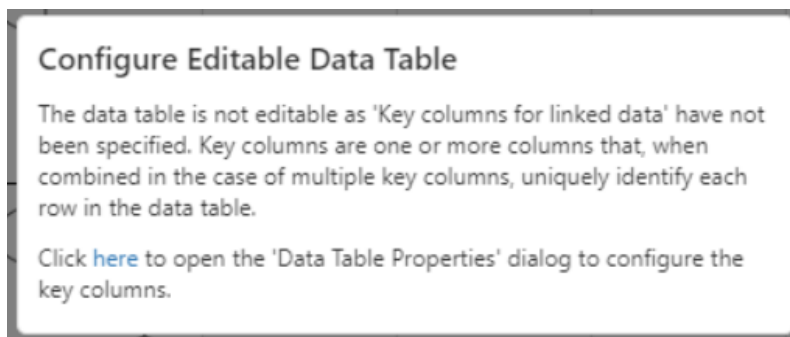 Configure Editable Data Table
The data table is not editable as 'Key columns for linked data' have not
been specified. Key columns are one or more columns that, when
combined in the case of multiple key columns, uniquely identify each
row in the data table.
Click here to open the 'Data Table Properties' dialog to configure the
key columns.